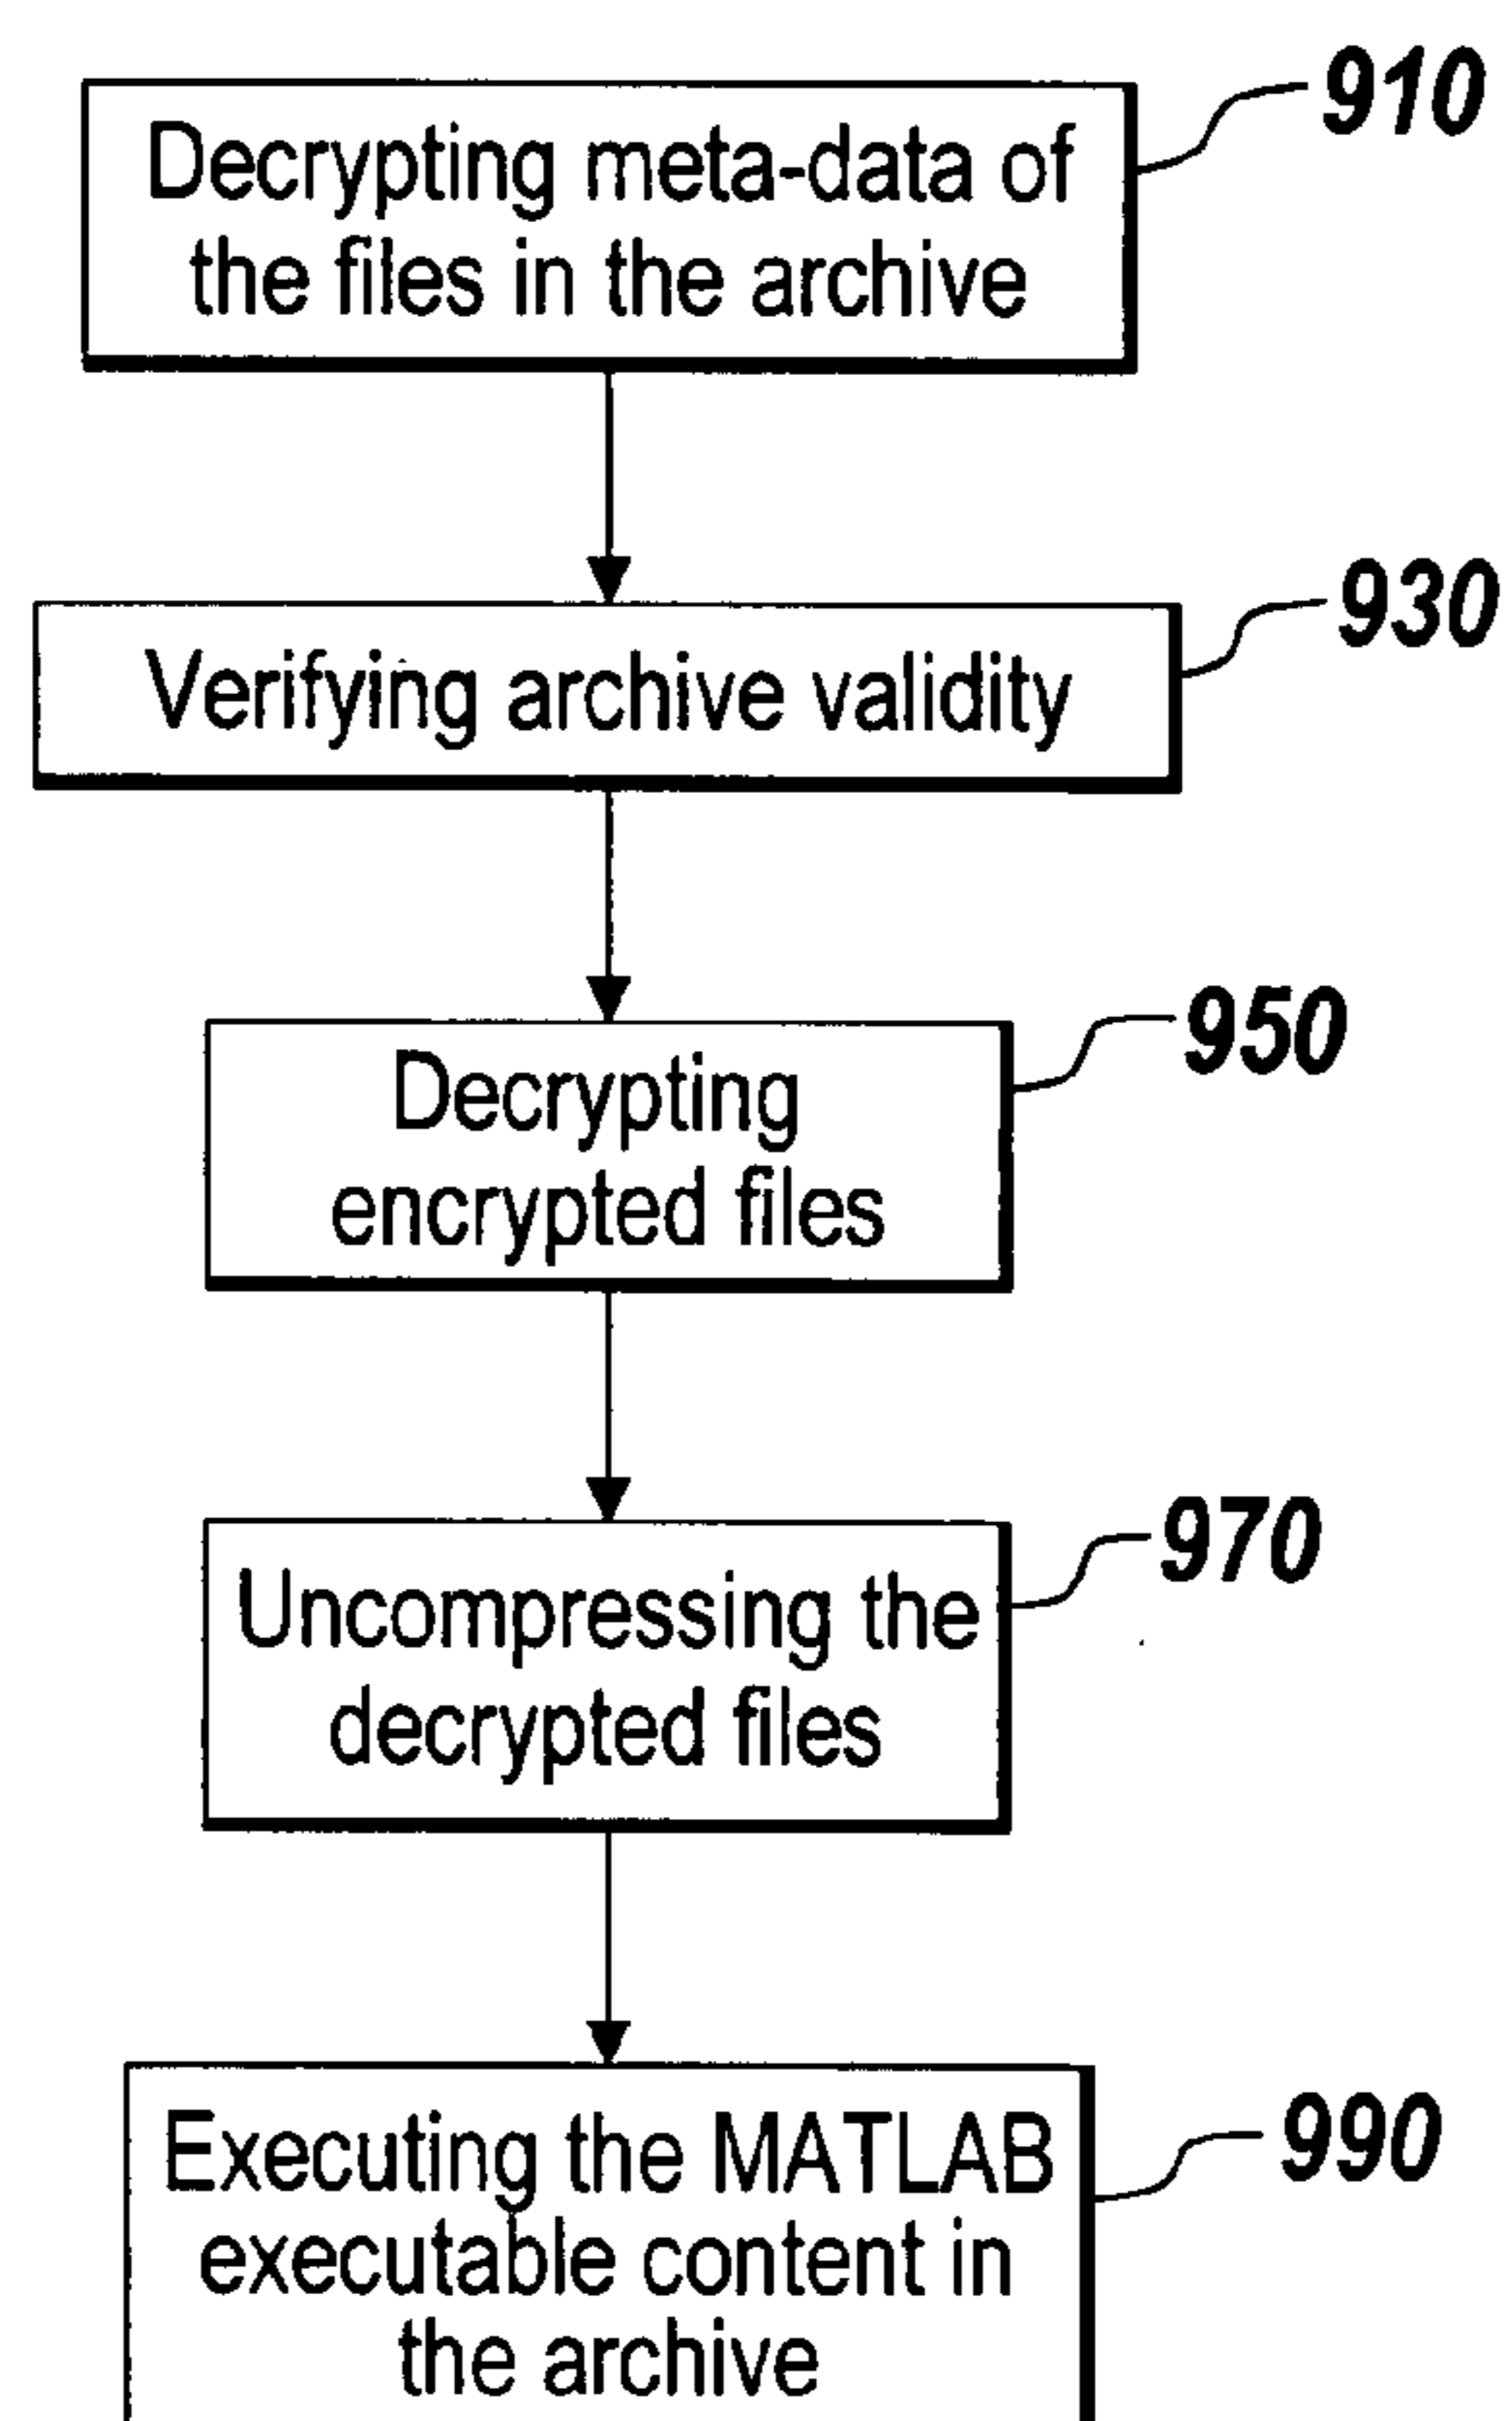 910
Decrypting meta-data of
the files in the archive
930
Verifying archive validity
950
Decrypting
encrypted files
970
Uncompressing the
decrypted files
990
Executing the MATLAB
executable content in
the archive